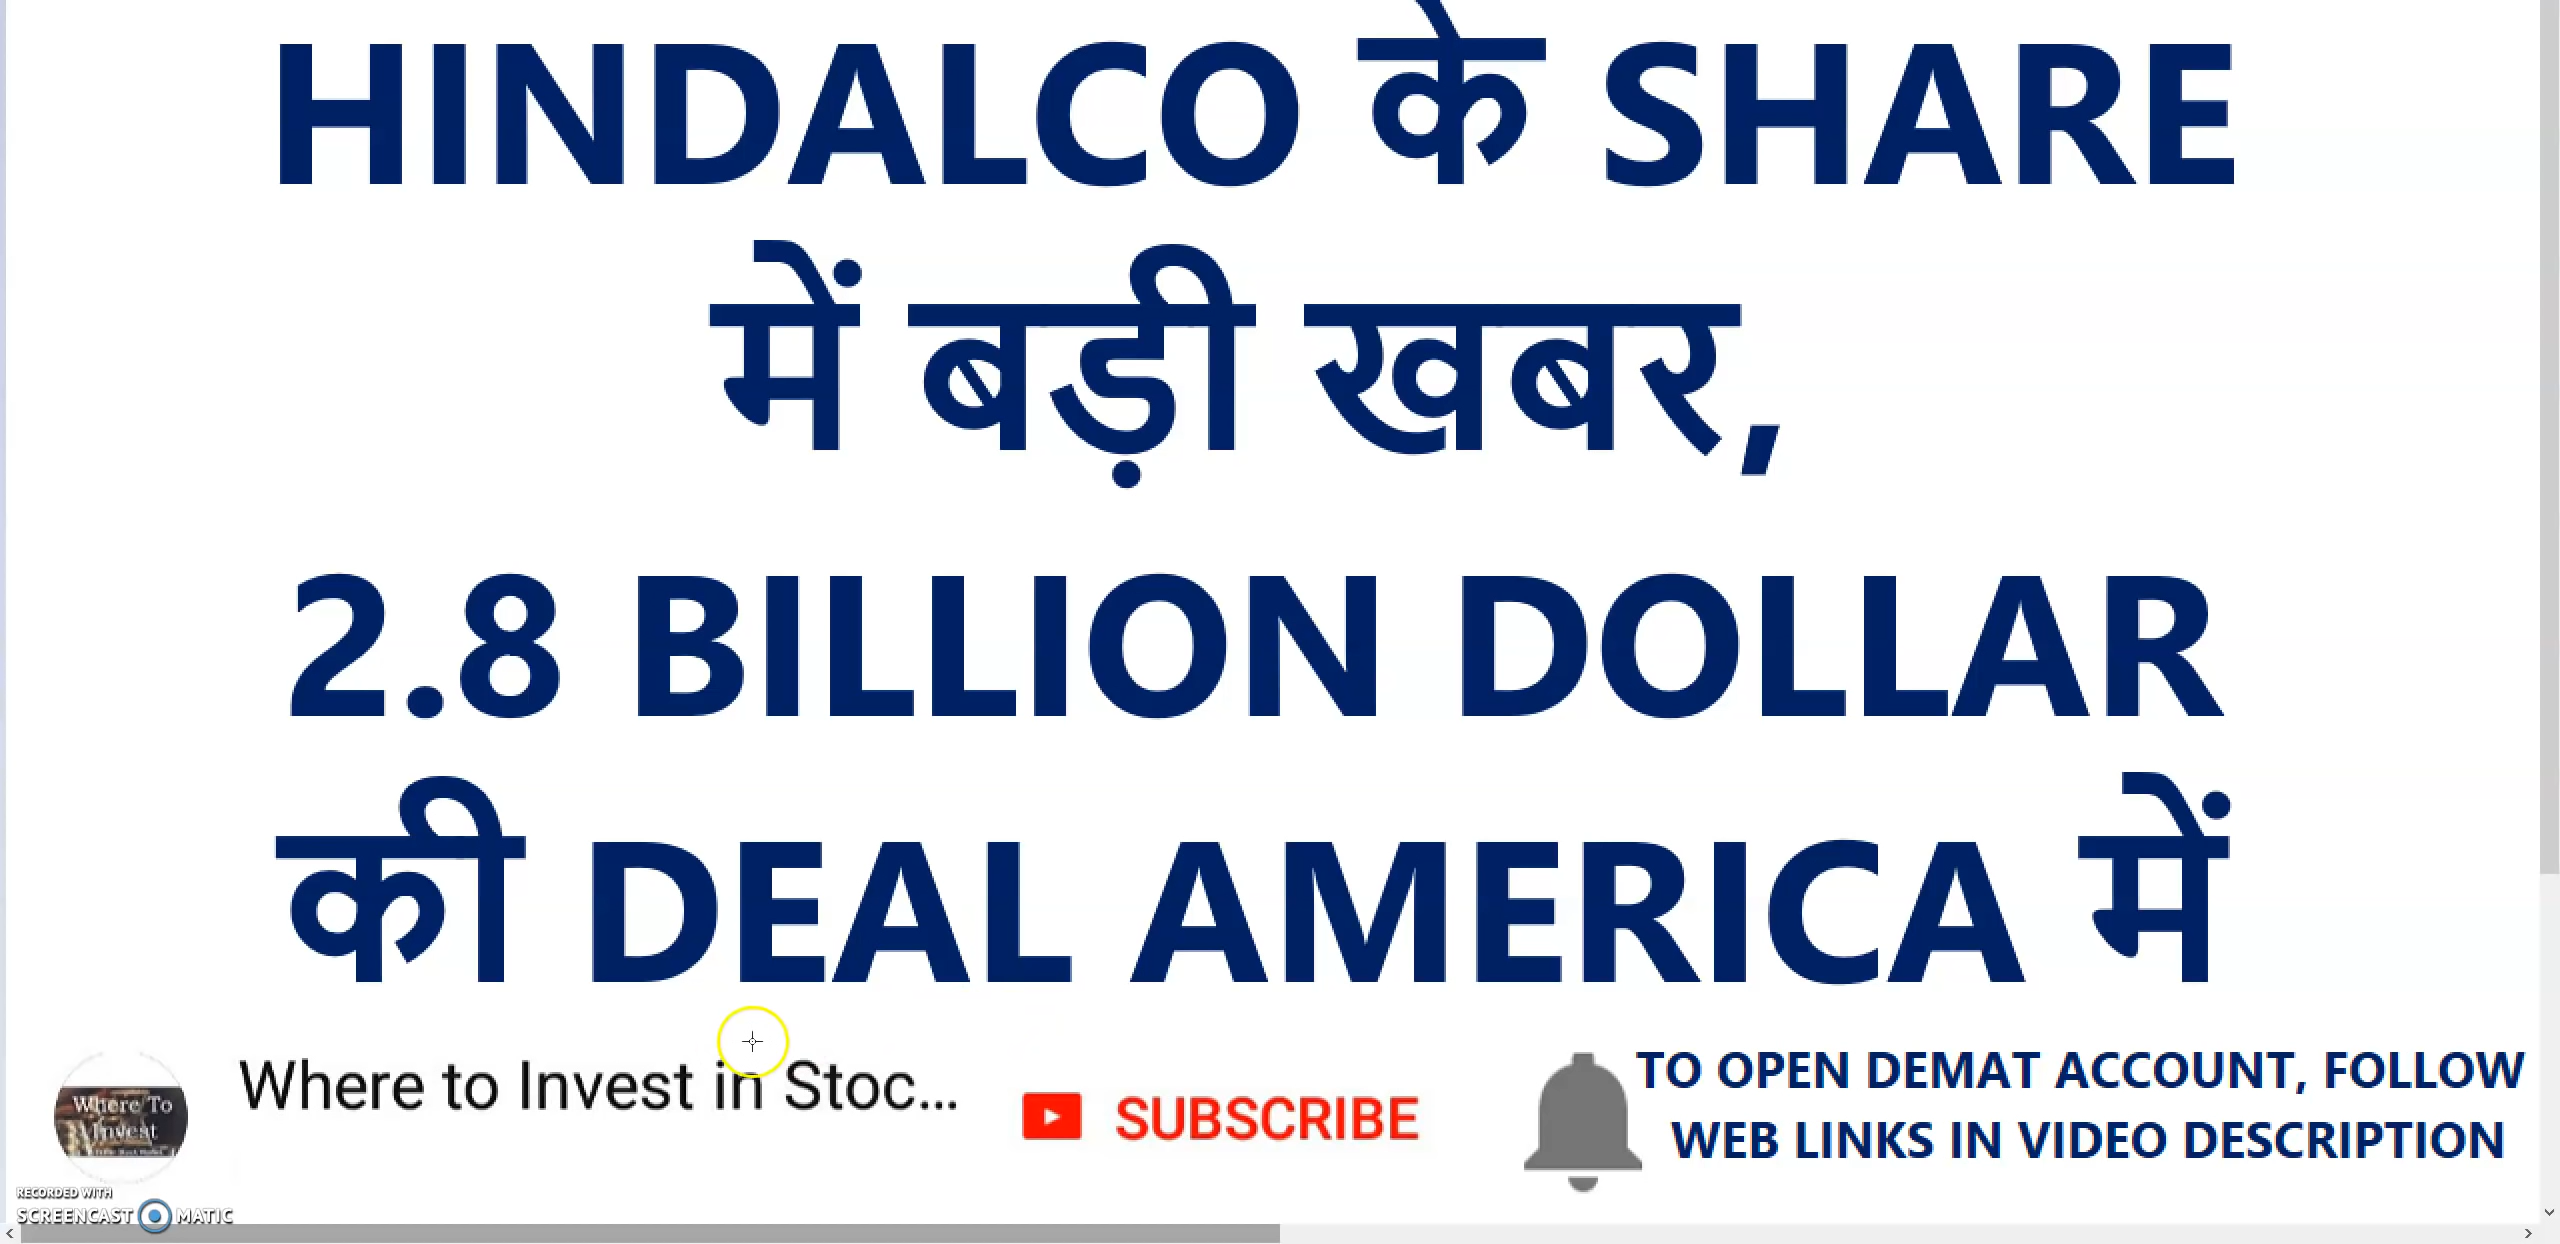 HINDALCO के SHARE
में बड़ी खबर,
2.8 BILLION DOLLAR
की DEAL AMERICA में
Where to Invest in Stoc...
SUBSCRIBE
TO OPEN DEMAT ACCOUNT, FOLLOW
WEB LINKS IN VIDEO DESCRIPTION
Where To
Invest
RECORDED WITH
SCREENCAST MATIC